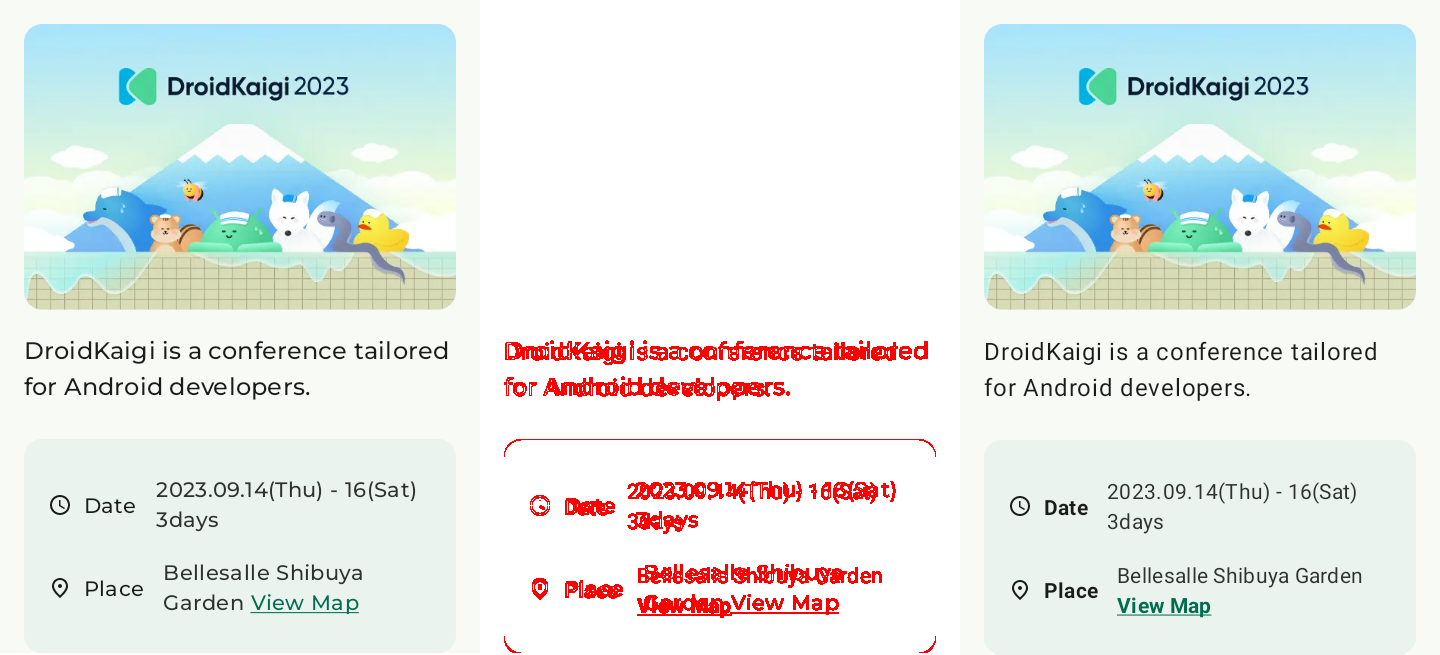 DroidKaigi 2023
DroidKaigi is a conference tailored
for Android developers.
Date
2023.09.14(Thu) - 16(Sat)
3days
Place
Bellesalle Shibuya
Garden View Map
DroidKaigi is a conference tailored
for Android developers.
Date
2023.09.14(Thu) - 16(Sat)
3days
Place
Bellesalle Shibuya Garden
View Map
DroidKaigi 2023
DroidKaigi is a conference tailored
for Android developers.
Date
2023.09.14(Thu) - 16(Sat)
3days
Place
Bellesalle Shibuya Garden
View Map